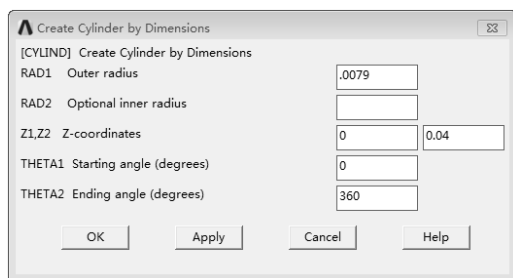 Create Cylinder by Dimensions
[CYLIND] Create Cylinder by Dimensions
RAD1 Outer radius .0079
RAD2 Optional inner radius
Z1,Z2 Z-coordinates 0 0.04
THETA1 Starting angle (degrees) 0
THETA2 Ending angle (degrees) 360
OK Apply Cancel Help